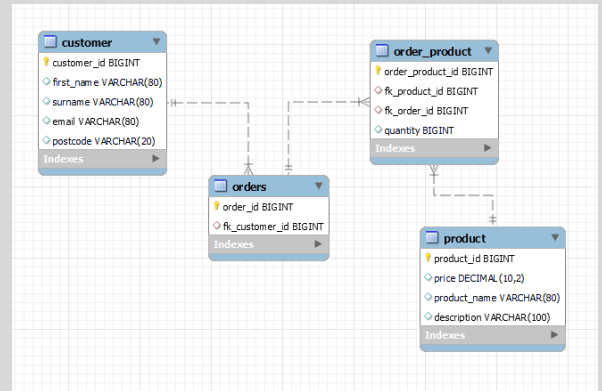 customer
customer_id BIGINT
first_name VARCHAR(80)
surname VARCHAR(80)
email VARCHAR(80)
postcode VARCHAR(20)
Indexes
order_product
order_product_id BIGINT
fk_product_id BIGINT
fk_order_id BIGINT
quantity BIGINT
Indexes
orders
order_id BIGINT
fk_customer_id BIGINT
Indexes
product
product_id BIGINT
price DECIMAL(10,2)
product_name VARCHAR(80)
description VARCHAR(100)
Indexes